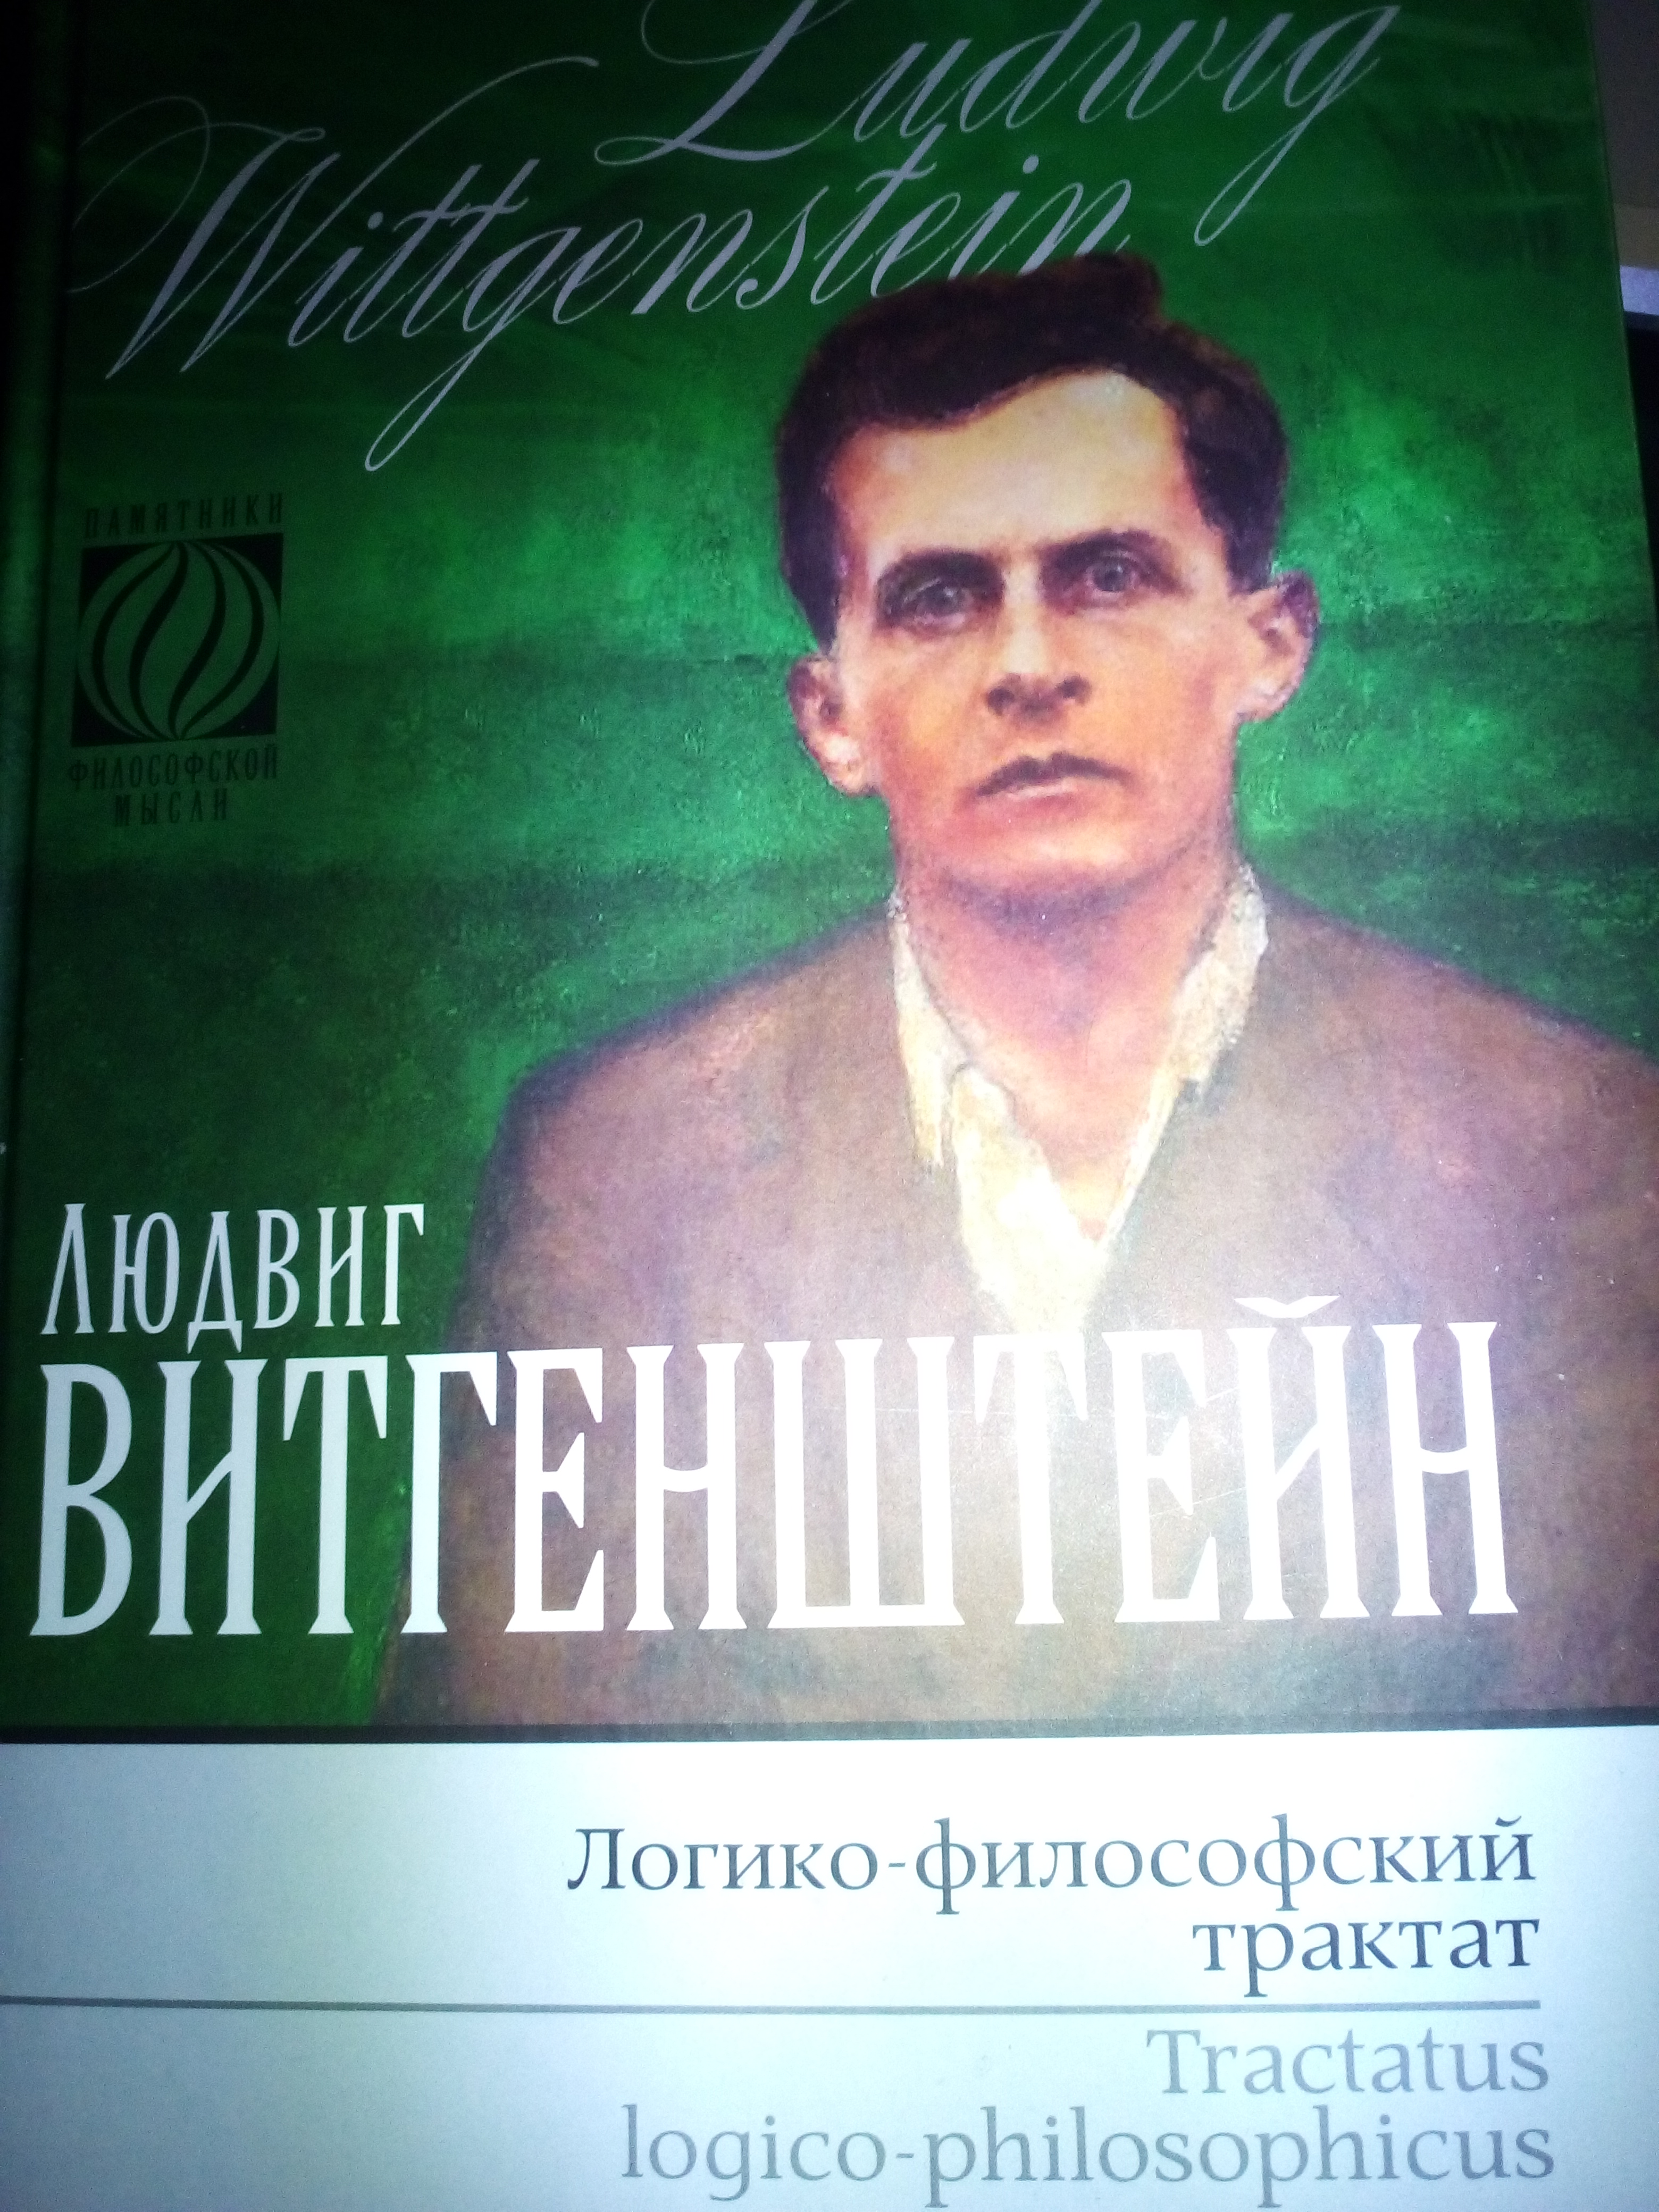 Ludwig
Wittgenstein
ПАМЯТНИКИ
ФИЛОСОФСКОЙ
МЫСЛИ
ЛЮДВИГ
ВИТГЕНШТЕЙН
Логико-философский
трактат
Tractatus
logico-philosophicus